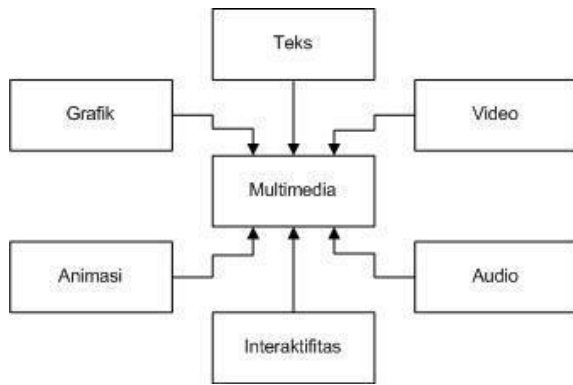 Teks
Grafik
Video
Multimedia
Animasi
Audio
Interaktifitas